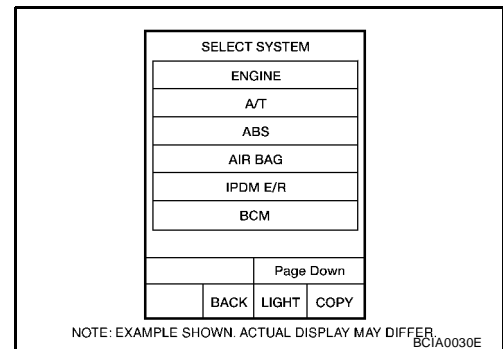 SELECT SYSTEM
ENGINE
A/T
ABS
AIR BAG
IPDM E/R
BCM
Page Down
BACK LIGHT COPY
NOTE: EXAMPLE SHOWN. ACTUAL DISPLAY MAY DIFFER.
BCIA0030E